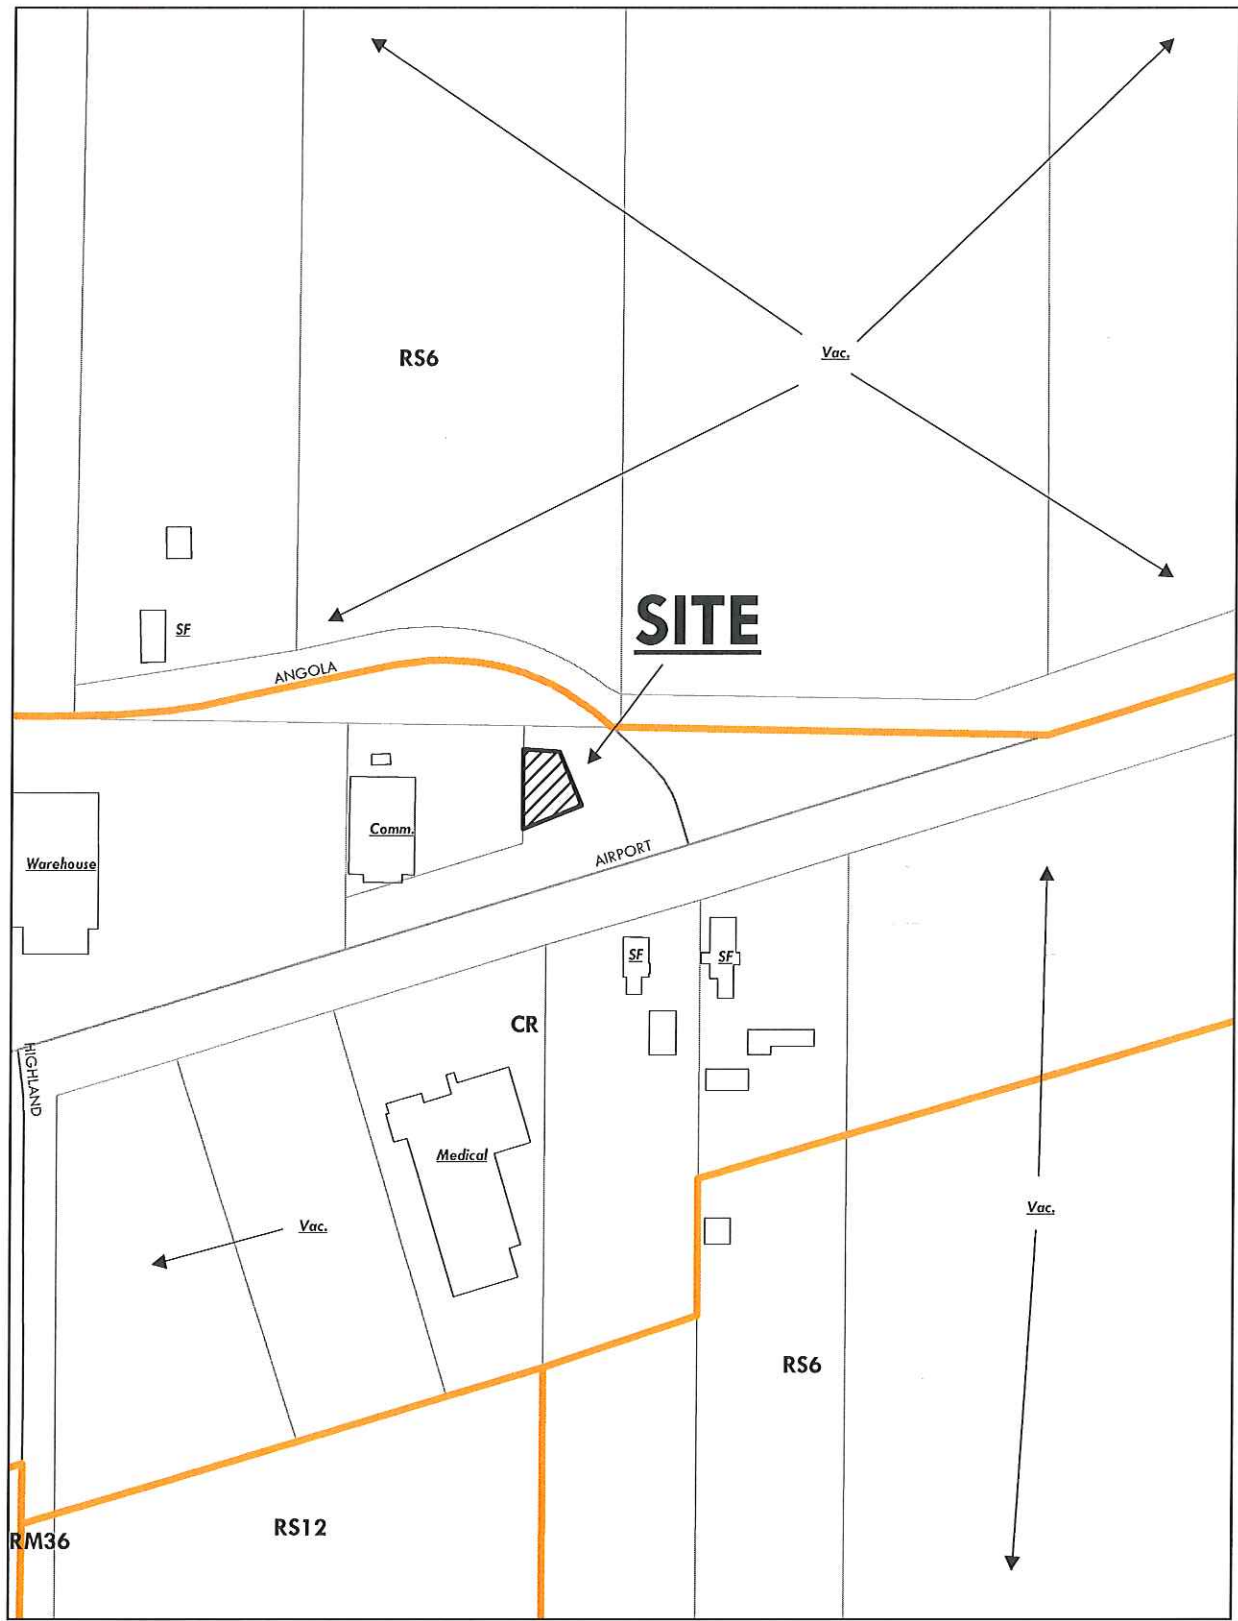 Vac.
RS6
SITE
SF
ANGOLA
Comm.
AIRPORT
Warehouse
SF
SF
CR
HIGHLAND
Medical
Vac.
Vac.
RS6
RS12
RM36